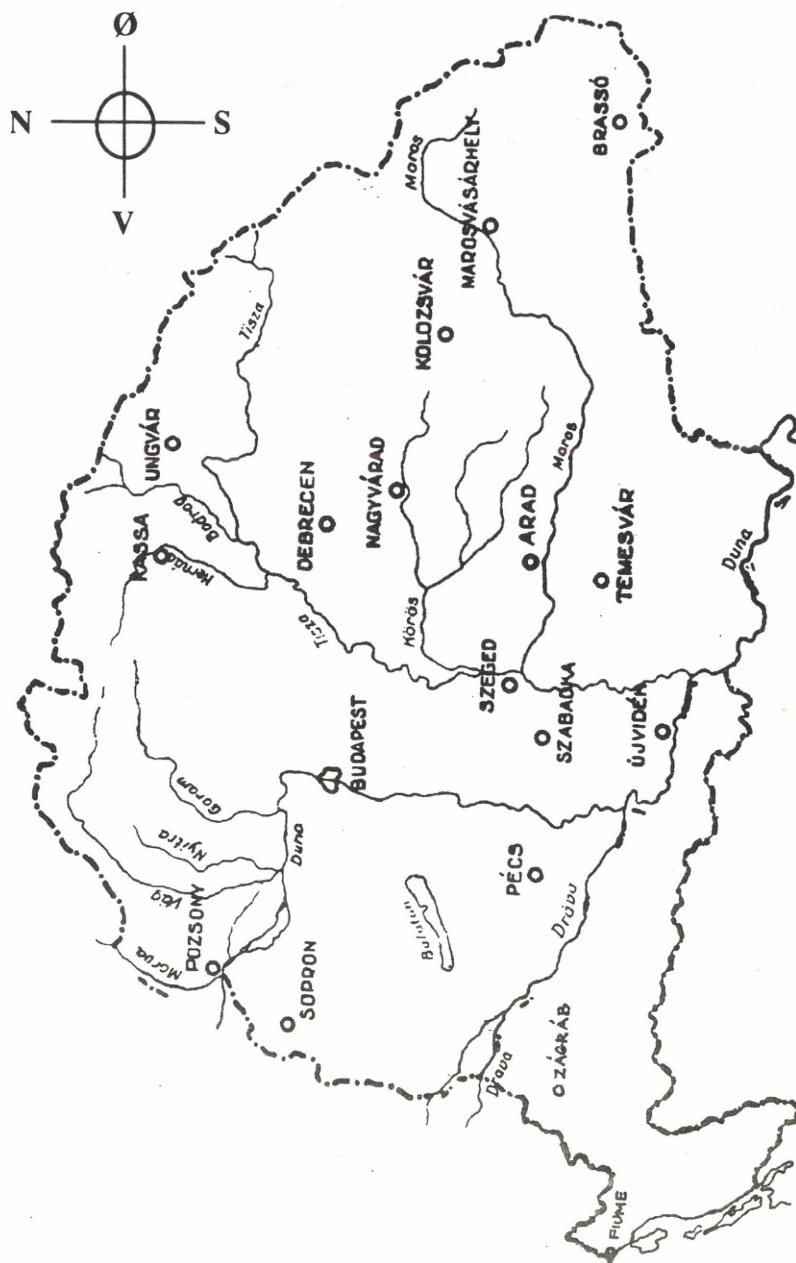 Ø
N
S
V
BRASSÓ
Maros
MAROSVÁSÁRHELY
KOLOZSVÁR
Tisza
UNGVÁR
Bodrog
KASSA
Hernád
DEBRECEN
NAGYVÁRAD
Maros
ARAD
TEMESVÁR
Duna
Tisza
Körös
SZEGED
SZABADKA
ÚJVIDÉK
BUDAPEST
Garam
Nyitra
Vág
Duna
POZSONY
Morva
SOPRON
Balaton
PÉCS
Dráva
Dráva
ZÁGRÁB
FIUME